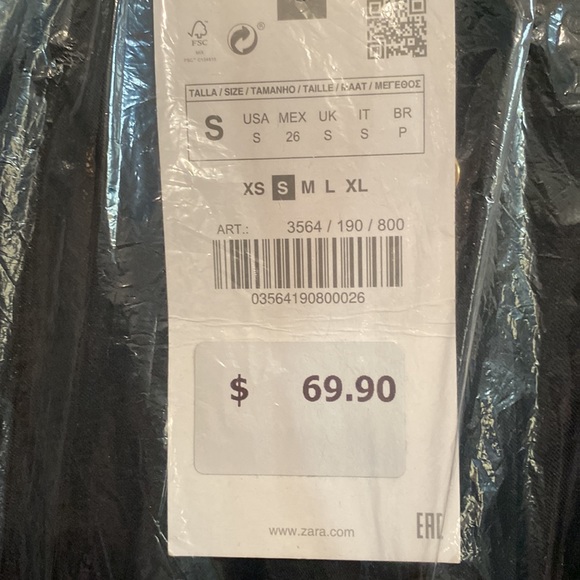 FSC
®
TALLA / SIZE / TAMANHO / TAILLE / MAAT / ΜΕΓΕΘΟΣ
S USA MEX UK IT BR
S 26 S S P
XS S M L XL
ART.: 3564 / 190 / 800
03564190800026
$ 69.90
www.zara.com
EAC